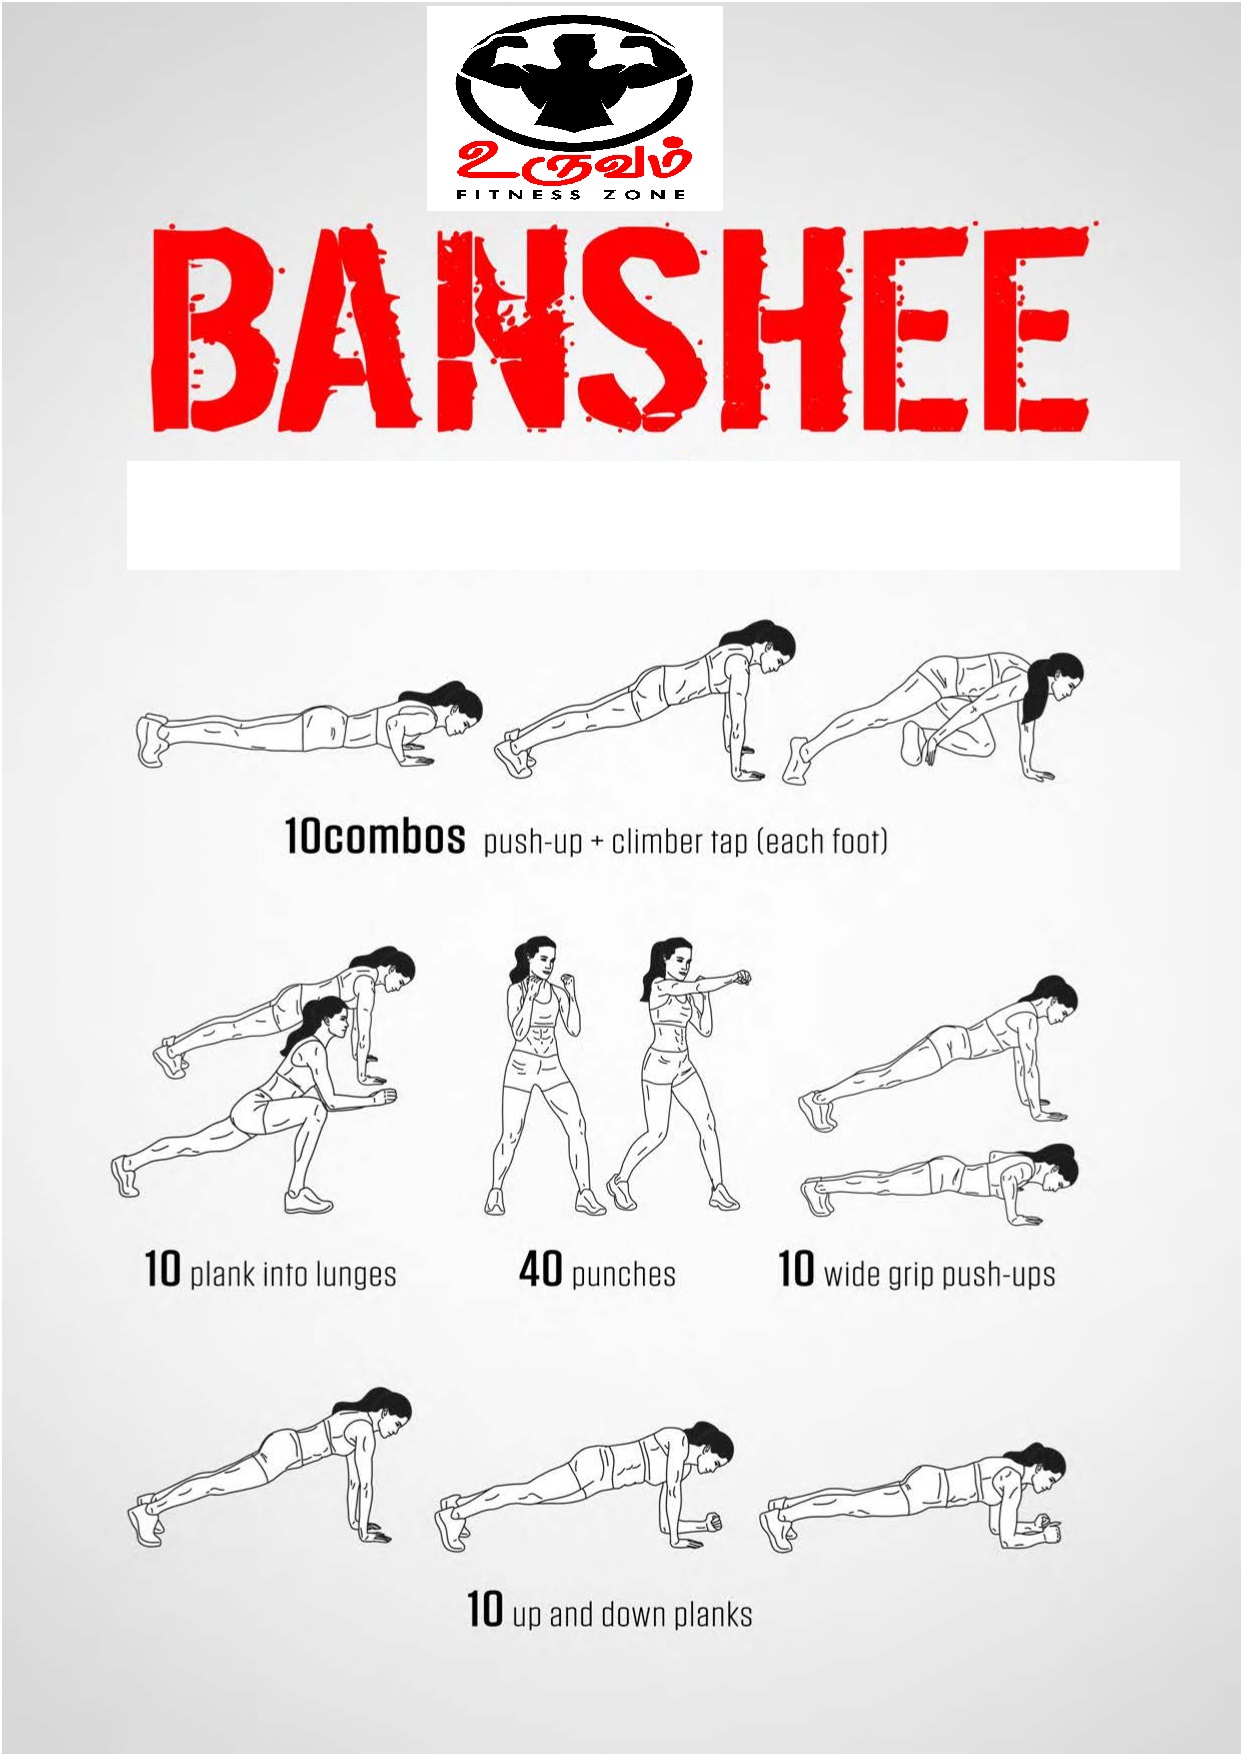 உருவம்
FITNESS ZONE
BANSHEE
10combos push-up + climber tap (each foot)
10 plank into lunges
40 punches
10 wide grip push-ups
10 up and down planks